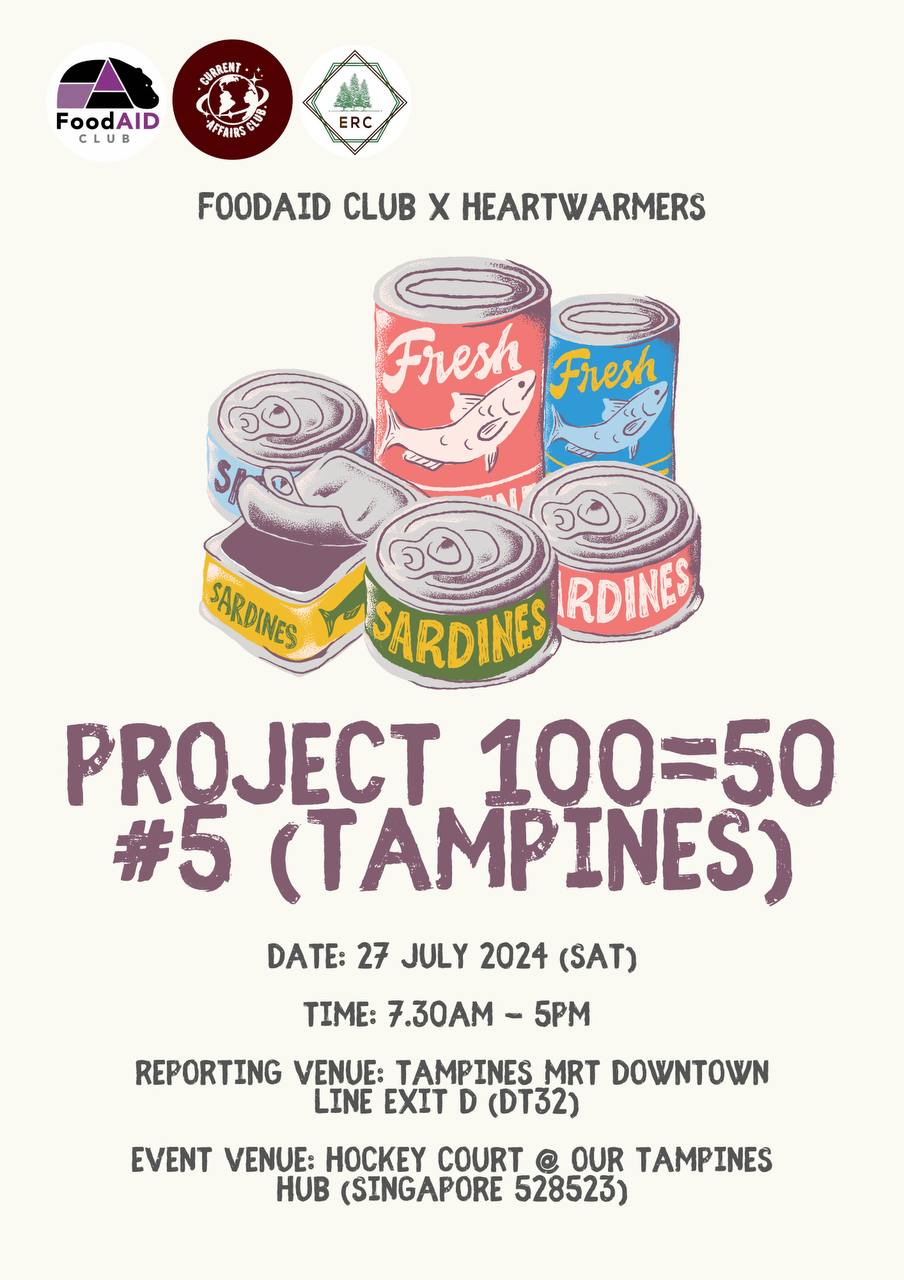 FoodAID
CLUB
CURRENT
AFFAIRS CLUB
ERC
FOODAID CLUB X HEARTWARMERS
Fresh
Fresh
SARDINES
SARDINES
ARDINES
PROJECT 100=50
#5 (TAMPINES)
DATE: 27 JULY 2024 (SAT)
TIME: 7.30AM – 5PM
REPORTING VENUE: TAMPINES MRT DOWNTOWN
LINE EXIT D (DT32)
EVENT VENUE: HOCKEY COURT @ OUR TAMPINES
HUB (SINGAPORE 528523)